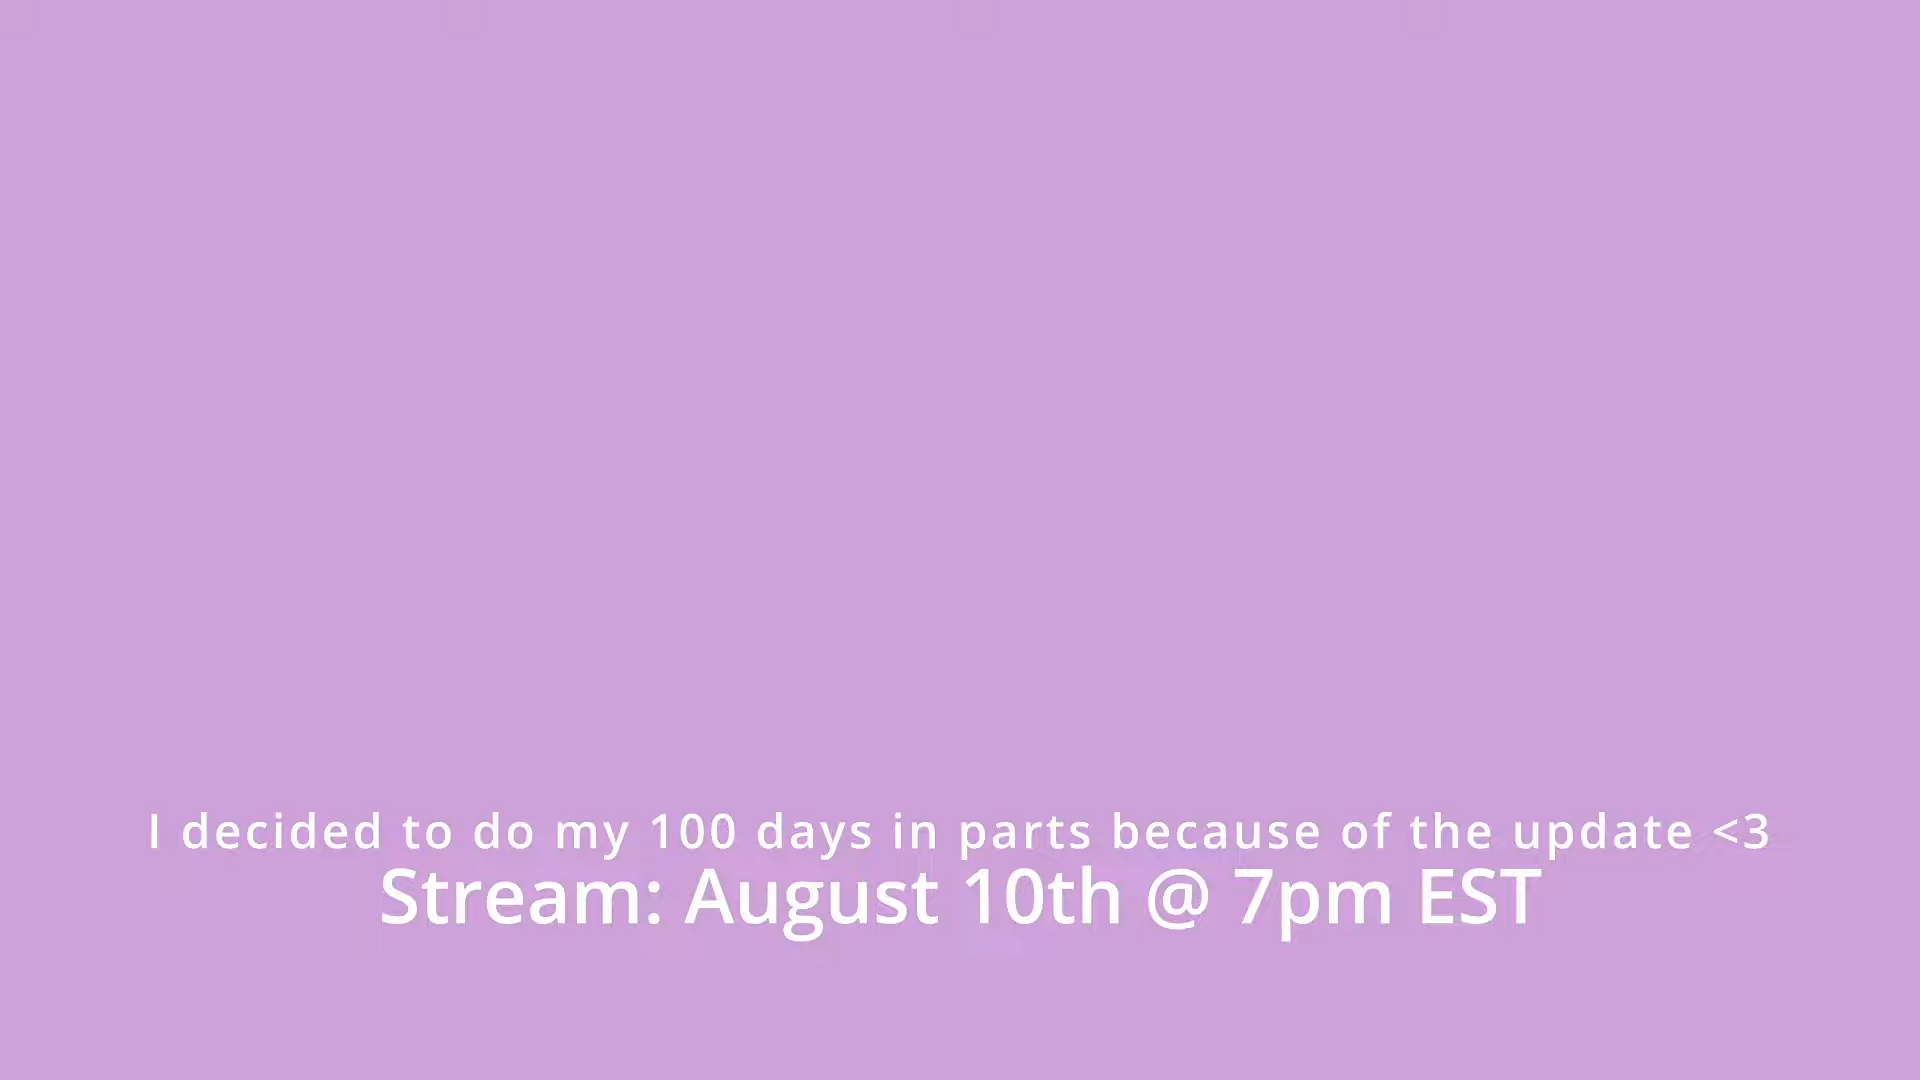 I decided to do my 100 days in parts because of the update <3
Stream: August 10th @ 7pm EST